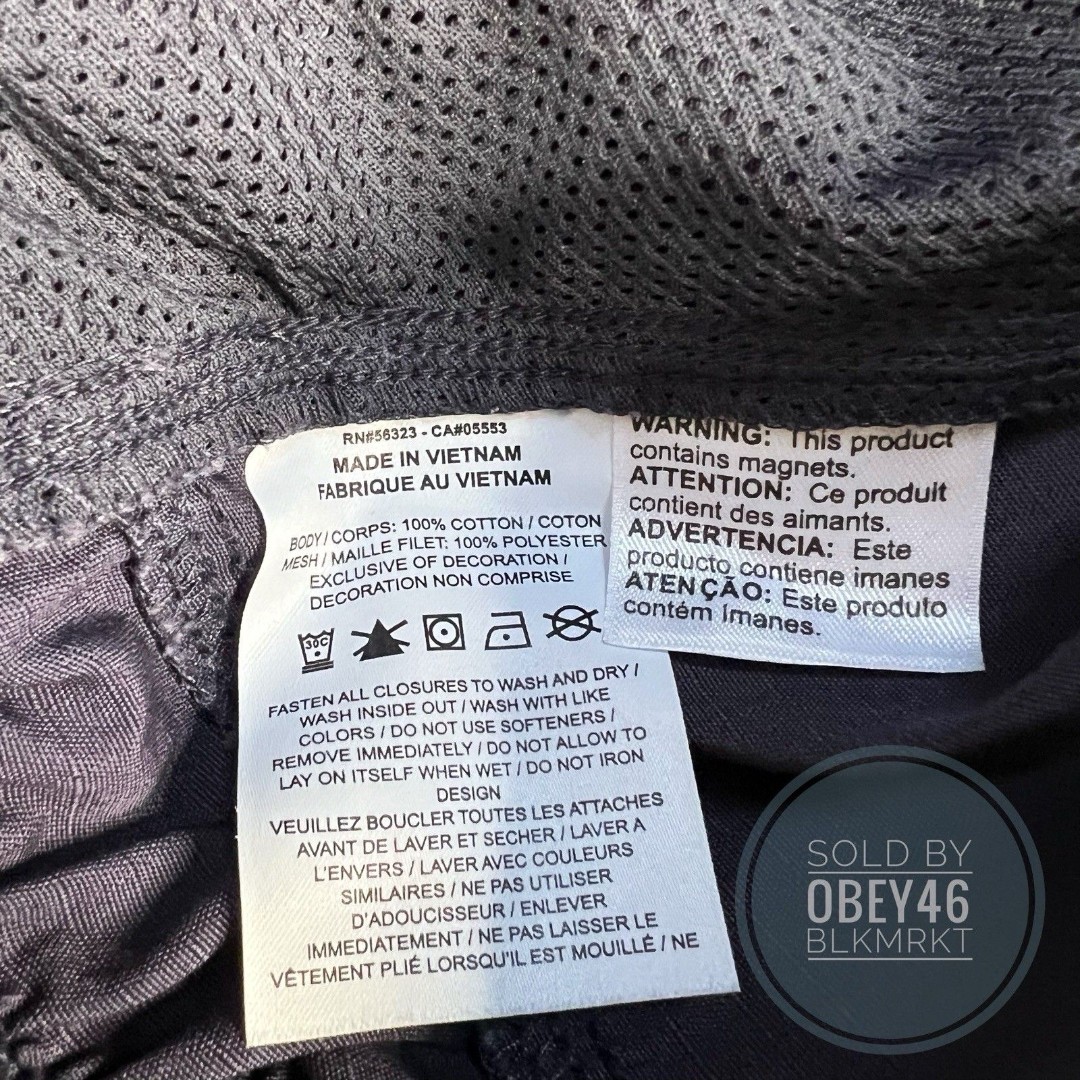 RN#56323 - CA#05553
MADE IN VIETNAM
FABRIQUE AU VIETNAM
BODY / CORPS: 100% COTTON / COTON
MESH / MAILLE FILET: 100% POLYESTER
EXCLUSIVE OF DECORATION /
DECORATION NON COMPRISE
30C
FASTEN ALL CLOSURES TO WASH AND DRY /
WASH INSIDE OUT / WASH WITH LIKE
COLORS / DO NOT USE SOFTENERS /
REMOVE IMMEDIATELY / DO NOT ALLOW TO
LAY ON ITSELF WHEN WET / DO NOT IRON
DESIGN
VEUILLEZ BOUCLER TOUTES LES ATTACHES
AVANT DE LAVER ET SECHER / LAVER A
L'ENVERS / LAVER AVEC COULEURS
SIMILAIRES / NE PAS UTILISER
D'ADOUCISSEUR / ENLEVER
IMMEDIATEMENT / NE PAS LAISSER LE
VÊTEMENT PLIÉ LORSQU'IL EST MOUILLÉ / NE
WARNING: This product
contains magnets.
ATTENTION: Ce produit
contient des aimants.
ADVERTENCIA: Este
producto contiene imanes
ATENÇÃO: Este produto
contém ímanes.
SOLD BY
OBEY46
BLKMRKT